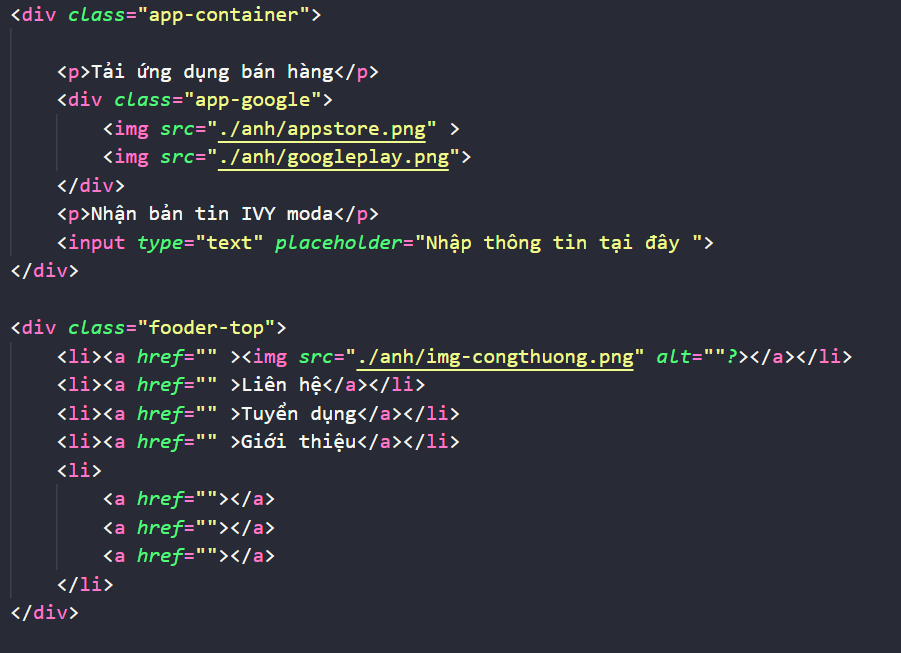 <div class="app-container">
<p>Tải ứng dụng bán hàng</p>
<div class="app-google">
<img src="./anh/appstore.png" >
<img src="./anh/googleplay.png">
</div>
<p>Nhận bản tin IVY moda</p>
<input type="text" placeholder="Nhập thông tin tại đây ">
</div>
<div class="fooder-top">
<li><a href="" ><img src="./anh/img-congthuong.png" alt=""?></a></li>
<li><a href="" >Liên hệ</a></li>
<li><a href="" >Tuyển dụng</a></li>
<li><a href="" >Giới thiệu</a></li>
<li>
<a href=""></a>
<a href=""></a>
<a href=""></a>
</li>
</div>